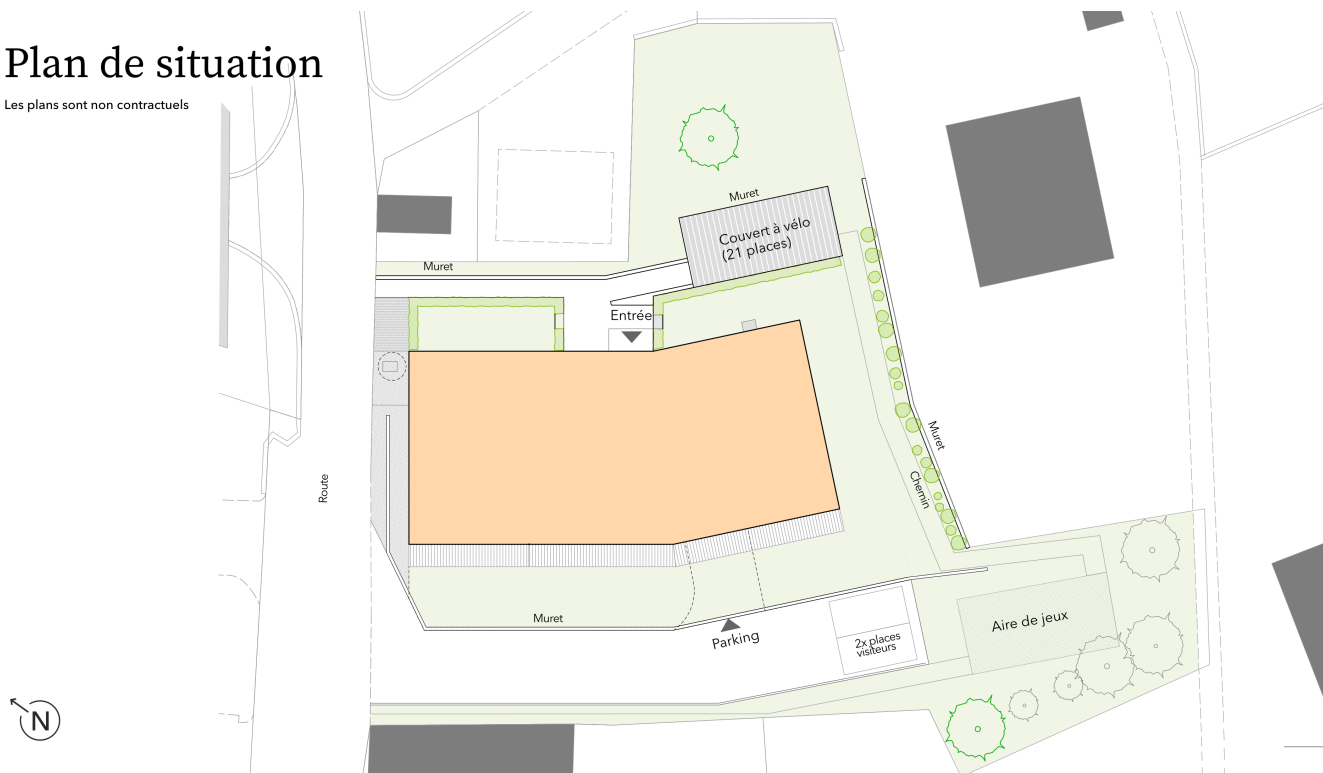 Plan de situation
Les plans sont non contractuels
Muret
Couvert à vélo
(21 places)
Muret
Entrée
Muret
Chemin
Route
Muret
Parking
2x places
visiteurs
Aire de jeux
N